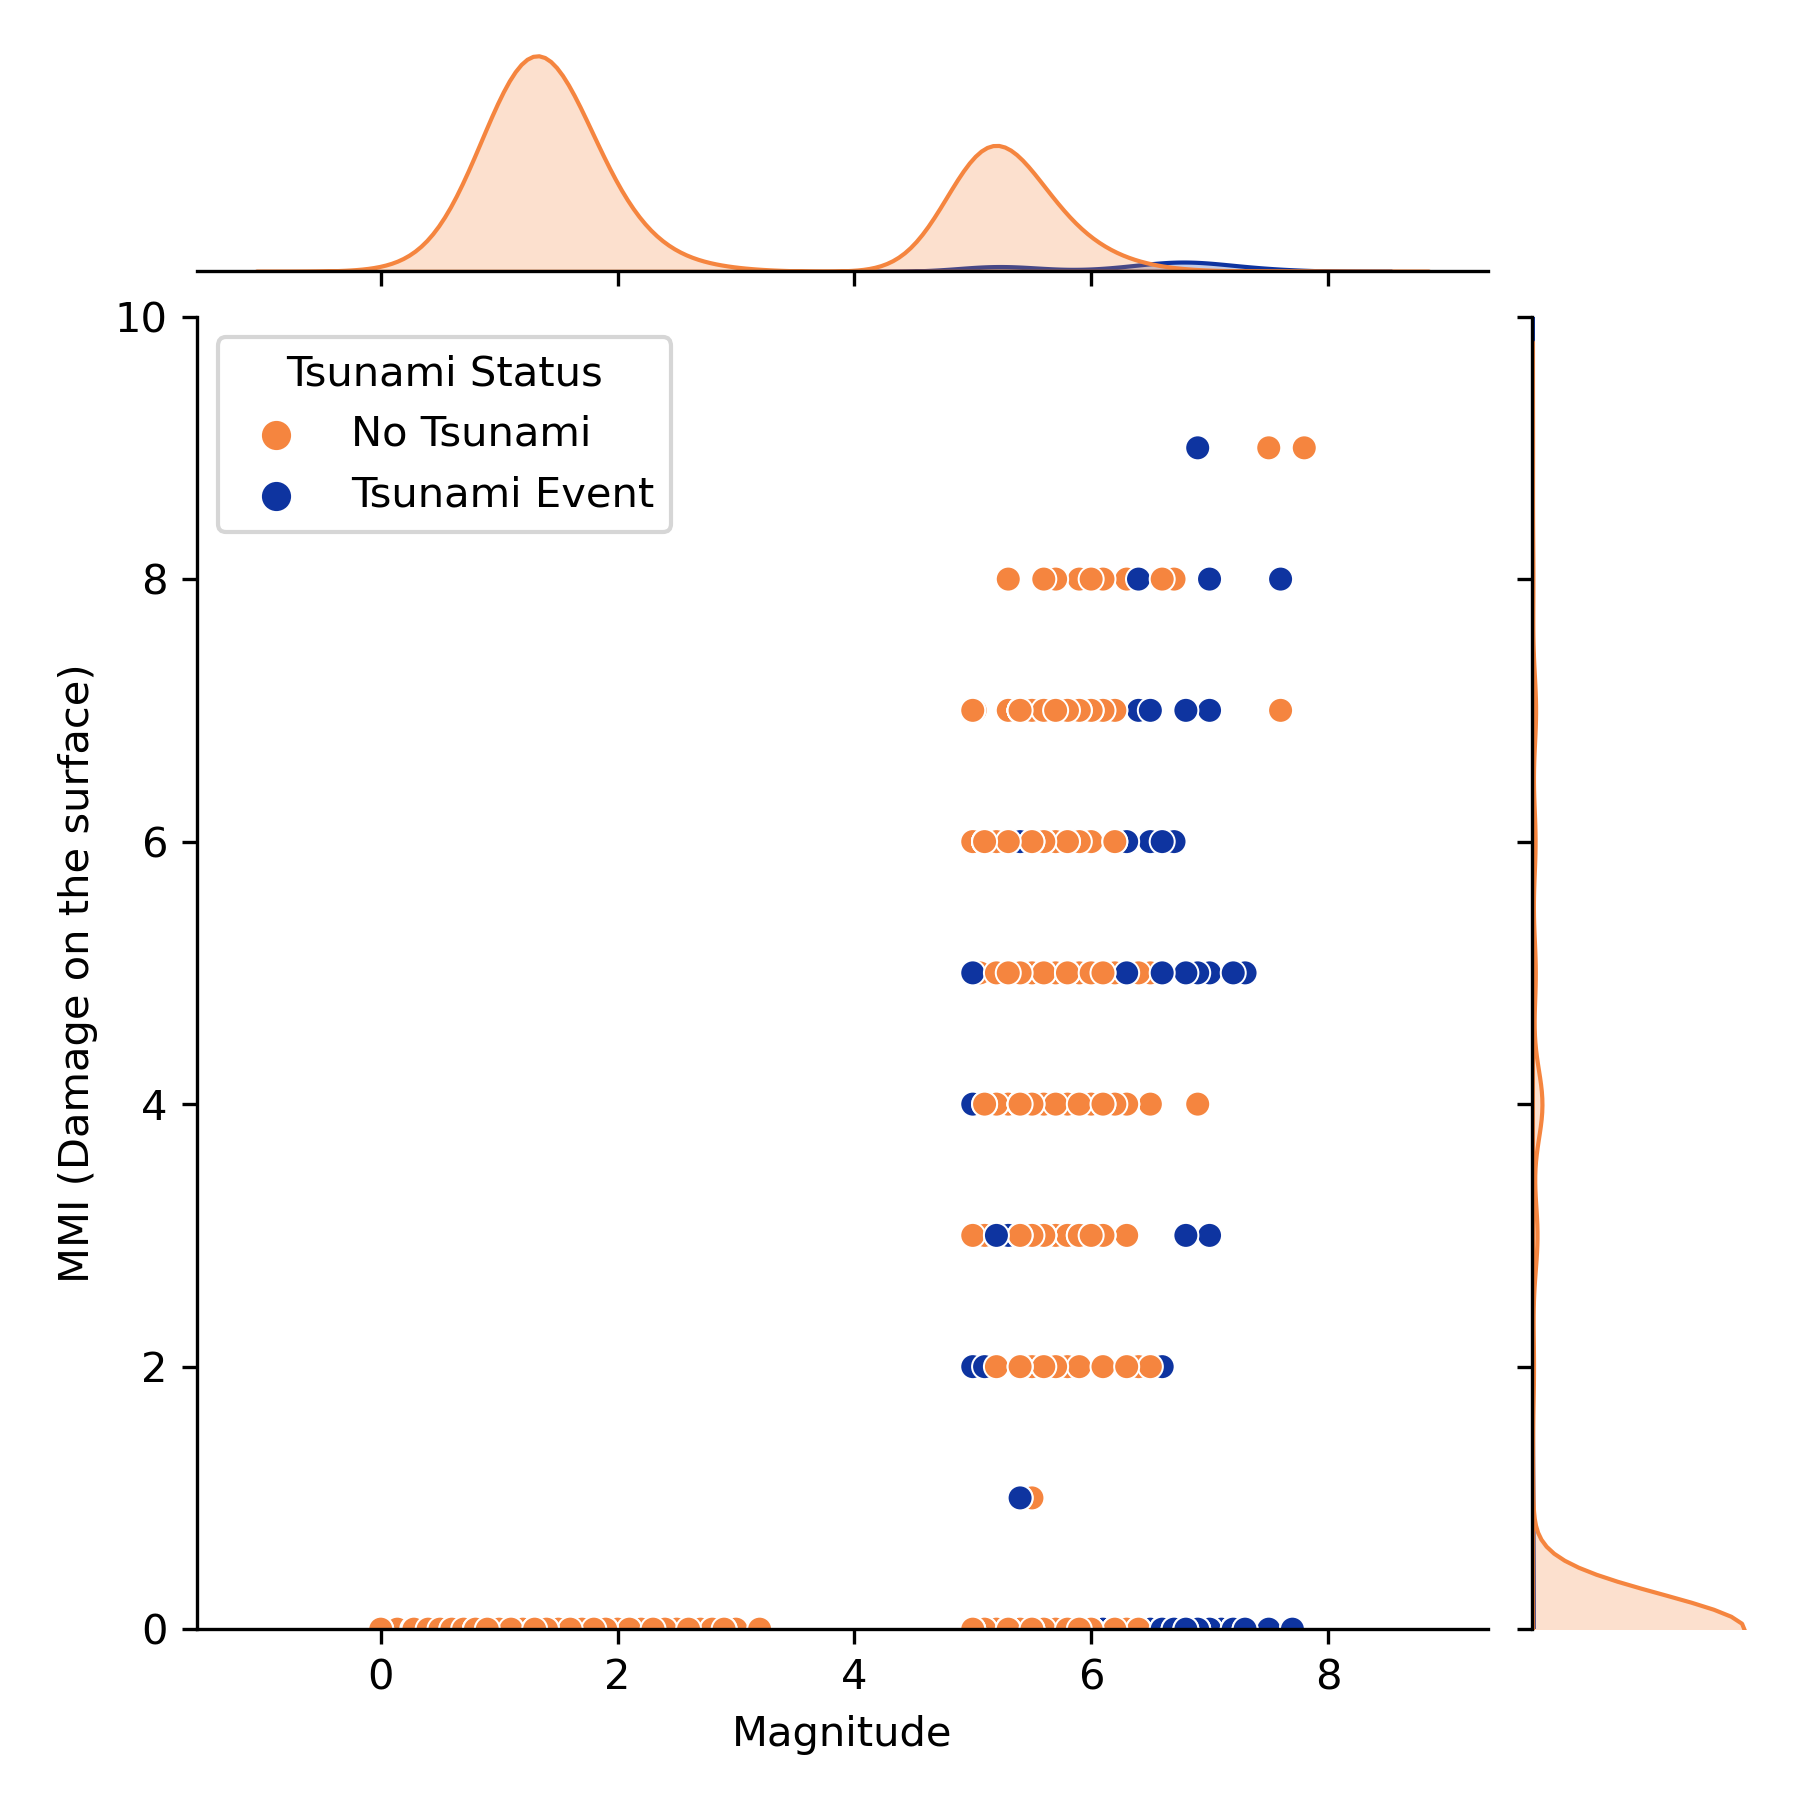 10
Tsunami Status
No Tsunami
Tsunami Event
8
6
4
2
0
MMI (Damage on the surface)
0 2 4 6 8
Magnitude